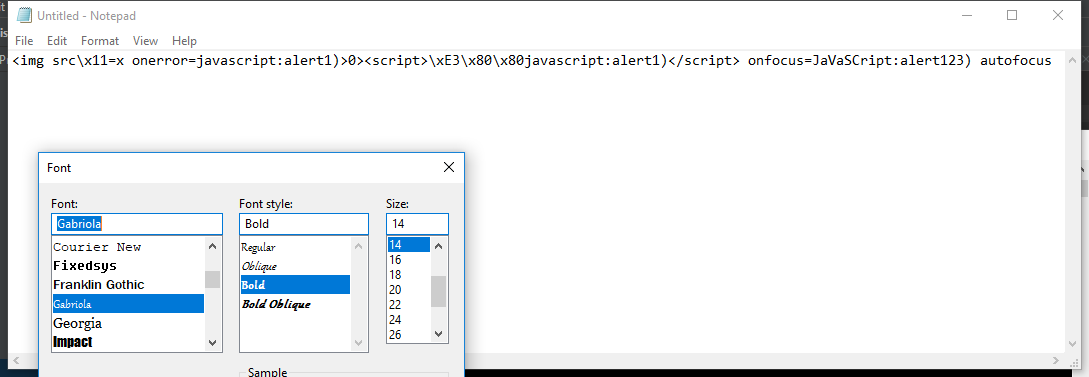 Untitled - Notepad
File Edit Format View Help
<img src\x11=x onerror=javascript:alert1)>0><script>\xE3\x80\x80javascript:alert1)</script> onfocus=JaVaSCript:alert123) autofocus
Font
Font: Font style: Size:
Gabriola Bold 14
Courier New Regular 14
Fixedsys Oblique 16
Franklin Gothic Bold 18
Gabriola Bold Oblique 20
Georgia 22
Impact 24
26
Sample